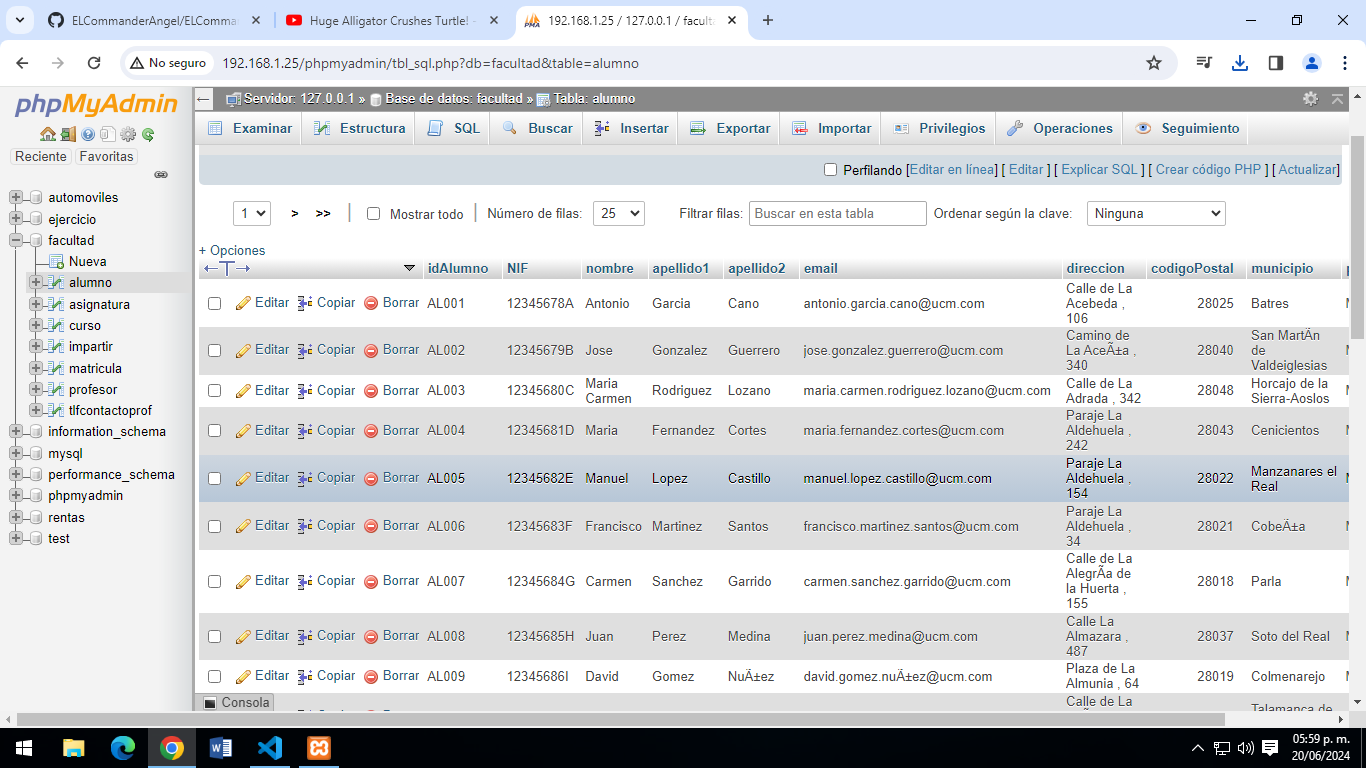 ELCommanderAngel/ELComma
Huge Alligator Crushes Turtle! -
192.168.1.25 / 127.0.0.1 / facult
No seguro
192.168.1.25/phpmyadmin/tbl_sql.php?db=facultad&table=alumno
phpMyAdmin
Reciente Favoritas
automoviles
ejercicio
facultad
Nueva
alumno
asignatura
curso
impartir
matricula
profesor
tlfcontactoprof
information_schema
mysql
performance_schema
phpmyadmin
rentas
test
Servidor: 127.0.0.1 » Base de datos: facultad » Tabla: alumno
Examinar Estructura SQL Buscar Insertar Exportar Importar Privilegios Operaciones Seguimiento
Perfilando [Editar en línea] [ Editar ] [ Explicar SQL ] [ Crear código PHP ] [ Actualizar]
1 > >> | Mostrar todo | Número de filas: 25 Filtrar filas: Buscar en esta tabla Ordenar según la clave: Ninguna
+ Opciones
←T→ idAlumno NIF nombre apellido1 apellido2 email direccion codigoPostal municipio
Editar Copiar Borrar AL001 12345678A Antonio Garcia Cano antonio.garcia.cano@ucm.com Calle de La Acebeda , 106 28025 Batres
Editar Copiar Borrar AL002 12345679B Jose Gonzalez Guerrero jose.gonzalez.guerrero@ucm.com Camino de La AceÃ±a , 340 28040 San MartÃn de Valdeiglesias
Editar Copiar Borrar AL003 12345680C Maria Carmen Rodriguez Lozano maria.carmen.rodriguez.lozano@ucm.com Calle de La Adrada , 342 28048 Horcajo de la Sierra-Aoslos
Editar Copiar Borrar AL004 12345681D Maria Fernandez Cortes maria.fernandez.cortes@ucm.com Paraje La Aldehuela , 242 28043 Cenicientos
Editar Copiar Borrar AL005 12345682E Manuel Lopez Castillo manuel.lopez.castillo@ucm.com Paraje La Aldehuela , 154 28022 Manzanares el Real
Editar Copiar Borrar AL006 12345683F Francisco Martinez Santos francisco.martinez.santos@ucm.com Paraje La Aldehuela , 34 28021 CobeÃ±a
Editar Copiar Borrar AL007 12345684G Carmen Sanchez Garrido carmen.sanchez.garrido@ucm.com Calle de La AlegrÃa de la Huerta , 155 28018 Parla
Editar Copiar Borrar AL008 12345685H Juan Perez Medina juan.perez.medina@ucm.com Calle La Almazara , 487 28037 Soto del Real
Editar Copiar Borrar AL009 12345686I David Gomez NuÃ±ez david.gomez.nuÃ±ez@ucm.com Plaza de La Almunia , 64 28019 Colmenarejo
Calle de La Talamanca de
Consola
05:59 p. m.
20/06/2024